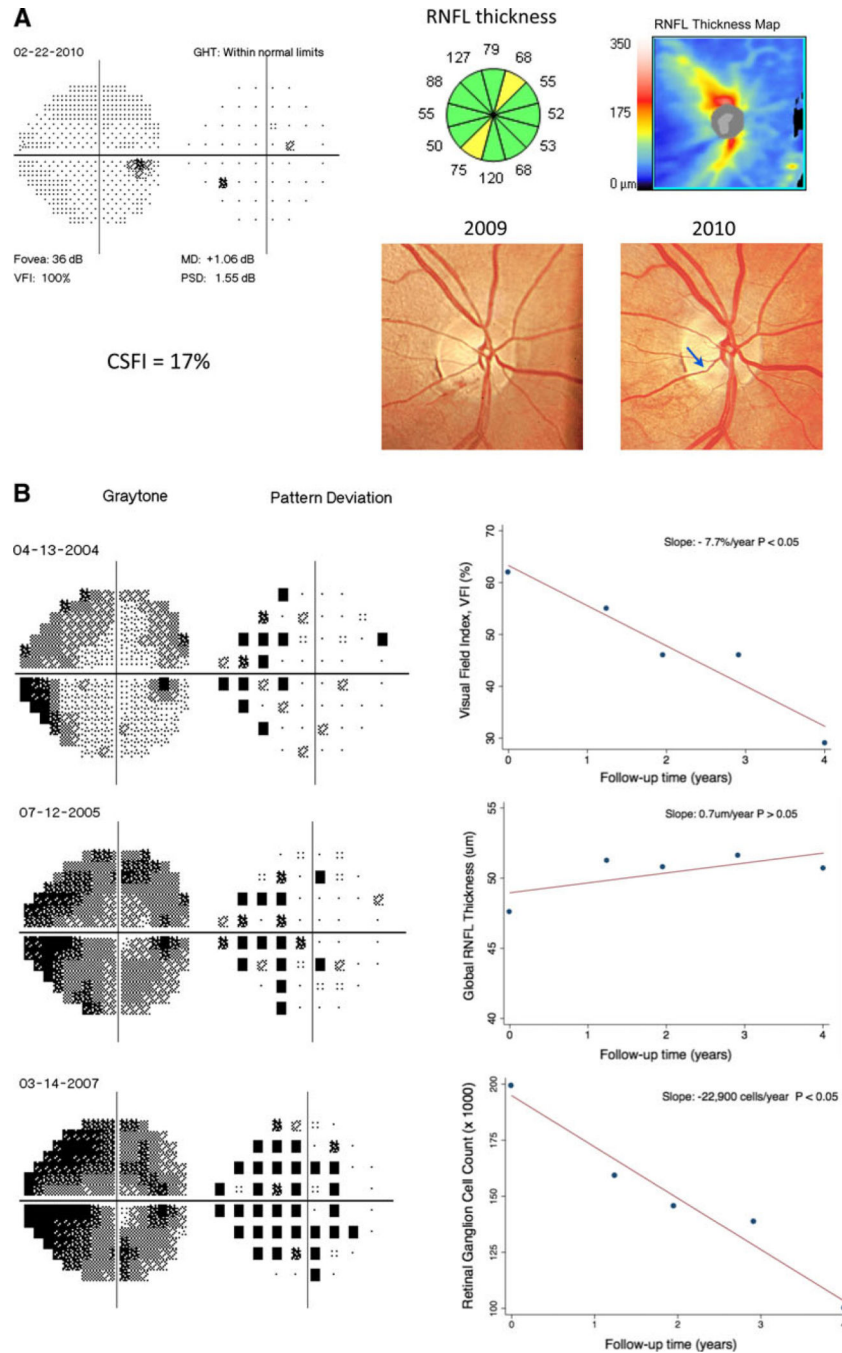 A
02-22-2010
GHT: Within normal limits
Fovea: 36 dB
VFI: 100%
MD: +1.06 dB
PSD: 1.55 dB
CSFI = 17%
RNFL thickness
79
68
55
52
53
68
120
75
50
55
88
127
RNFL Thickness Map
350
175
0 µm
2009
2010
B
Graytone
Pattern Deviation
04-13-2004
07-12-2005
03-14-2007
Slope: - 7.7%/year P < 0.05
Visual Field Index, VFI (%)
70
60
50
40
30
0 1 2 3 4
Follow-up time (years)
Slope: 0.7um/year P > 0.05
Global RNFL Thickness (um)
55
50
45
40
0 1 2 3 4
Follow-up time (years)
Slope: -22,900 cells/year P < 0.05
Retinal Ganglion Cell Count (x 1000)
200
175
150
125
100
0 1 2 3 4
Follow-up time (years)